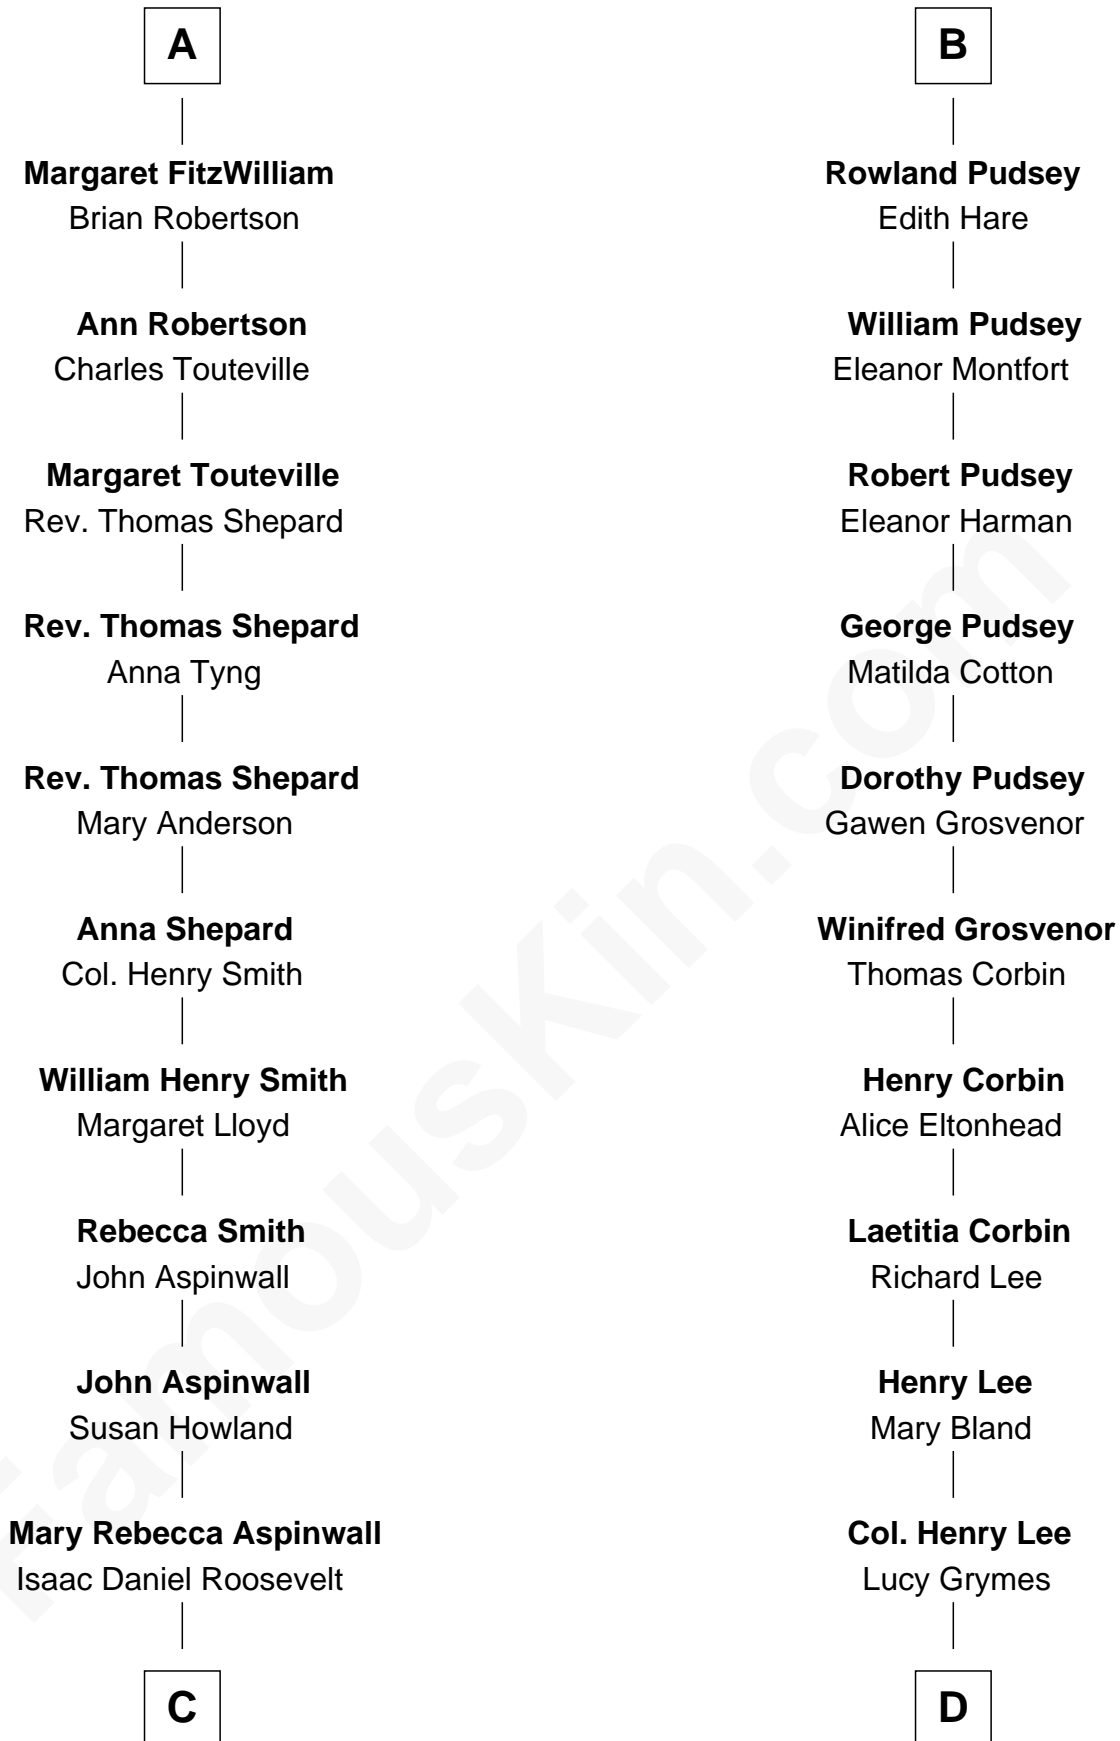 A
Margaret FitzWilliam
Brian Robertson
Ann Robertson
Charles Touteville
Margaret Touteville
Rev. Thomas Shepard
Rev. Thomas Shepard
Anna Tyng
Rev. Thomas Shepard
Mary Anderson
Anna Shepard
Col. Henry Smith
William Henry Smith
Margaret Lloyd
Rebecca Smith
John Aspinwall
John Aspinwall
Susan Howland
Mary Rebecca Aspinwall
Isaac Daniel Roosevelt
C
B
Rowland Pudsey
Edith Hare
William Pudsey
Eleanor Montfort
Robert Pudsey
Eleanor Harman
George Pudsey
Matilda Cotton
Dorothy Pudsey
Gawen Grosvenor
Winifred Grosvenor
Thomas Corbin
Henry Corbin
Alice Eltonhead
Laetitia Corbin
Richard Lee
Henry Lee
Mary Bland
Col. Henry Lee
Lucy Grymes
D
FamousKin.com